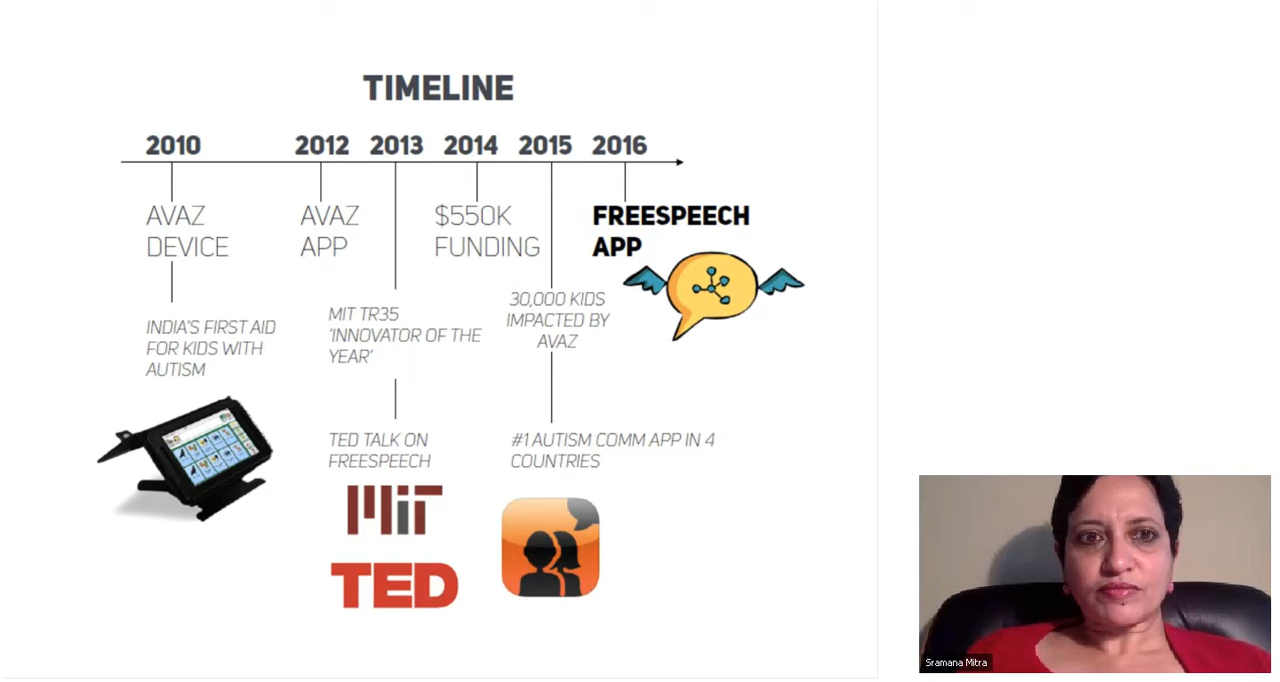 TIMELINE
2010 2012 2013 2014 2015 2016
AVAZ
DEVICE
AVAZ
APP
$550K
FUNDING
FREESPEECH
APP
INDIA'S FIRST AID
FOR KIDS WITH
AUTISM
MIT TR35
'INNOVATOR OF THE
YEAR'
30,000 KIDS
IMPACTED BY
AVAZ
TED TALK ON
FREESPEECH
#1 AUTISM COMM APP IN 4
COUNTRIES
MIT
TED
Sramana Mitra